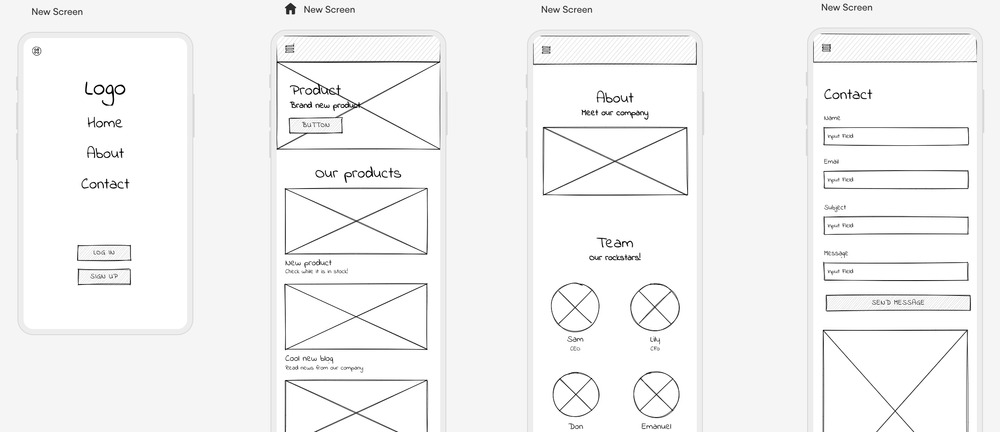 New Screen
Logo
Home
About
Contact
LOG IN
SIGN UP
New Screen
Product
Brand new product
BUTTON
Our products
New product
Check while it is in stock!
Cool new blog
Read news from our company
New Screen
About
Meet our company
Team
Our rockstars!
Sam
CEO
Lily
CFO
Don
Emanuel
New Screen
Contact
Name
Input field
Email
Input field
Subject
Input field
Message
Input field
SEND MESSAGE